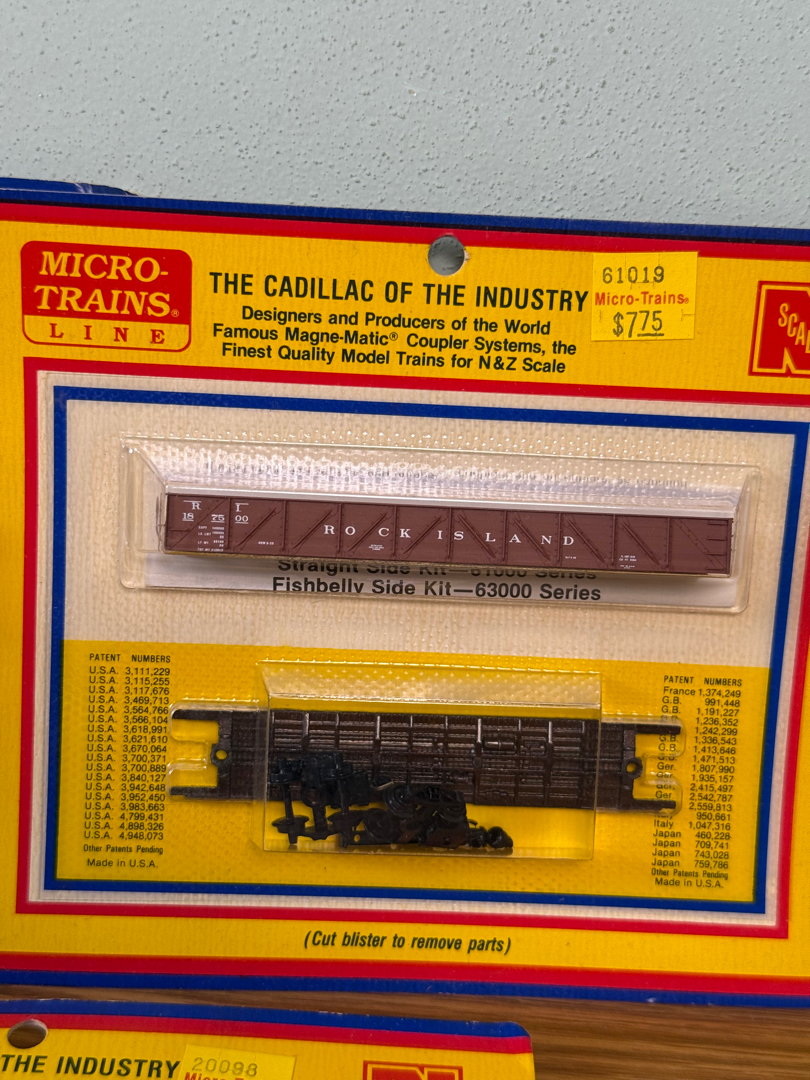 MICRO-
TRAINS®
LINE
THE CADILLAC OF THE INDUSTRY
Designers and Producers of the World
Famous Magne-Matic® Coupler Systems, the
Finest Quality Model Trains for N&Z Scale
61019
Micro-Trains®
$775
N
SCA
R I
18 75 00
ROCK ISLAND
Straight Side Kit—61000 Series
Fishbelly Side Kit—63000 Series
PATENT NUMBERS
U.S.A. 3,111,229
U.S.A. 3,115,255
U.S.A. 3,117,676
U.S.A. 3,469,713
U.S.A. 3,564,766
U.S.A. 3,566,104
U.S.A. 3,618,991
U.S.A. 3,621,610
U.S.A. 3,670,064
U.S.A. 3,700,371
U.S.A. 3,700,889
U.S.A. 3,840,127
U.S.A. 3,942,648
U.S.A. 3,952,450
U.S.A. 3,983,663
U.S.A. 4,799,431
U.S.A. 4,898,326
U.S.A. 4,948,073
Other Patents Pending
Made in U.S.A.
PATENT NUMBERS
France 1,374,249
G.B. 991,448
G.B. 1,191,227
G.B. 1,236,352
1,242,299
G.B. 1,336,543
G.B. 1,413,646
G.B. 1,471,513
Ger. 1,807,990
Ger. 1,935,157
Ger. 2,415,497
Ger. 2,542,787
2,559,813
Italy 950,661
Italy 1,047,316
Japan 460,228
Japan 709,741
Japan 743,028
Japan 759,786
Other Patents Pending
Made in U.S.A.
(Cut blister to remove parts)
THE INDUSTRY
20098